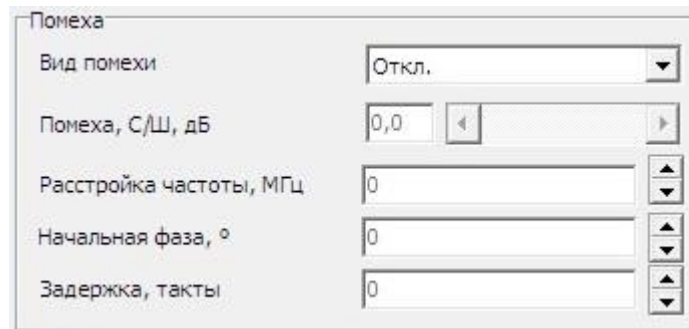 Помеха
Вид помехи Откл.
Помеха, С/Ш, дБ 0,0
Расстройка частоты, МГц 0
Начальная фаза, º 0
Задержка, такты 0